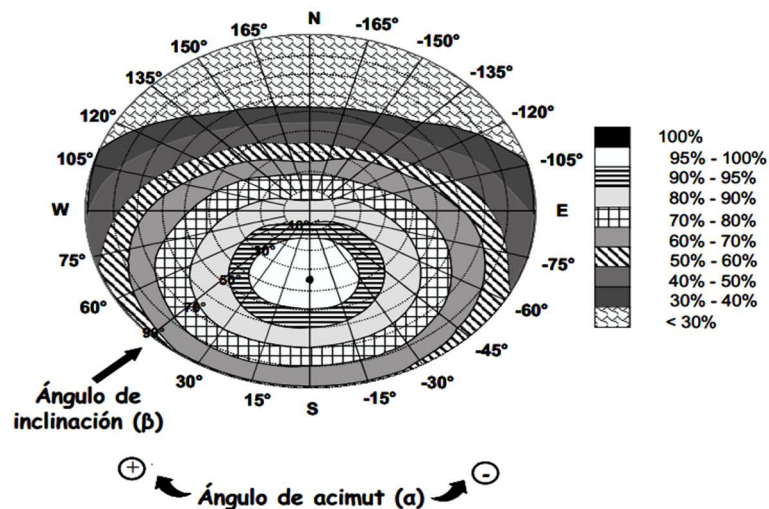 N
165°
-165°
150°
-150°
135°
-135°
120°
-120°
105°
-105°
W
E
75°
-75°
60°
-60°
-45°
30°
-30°
15°
-15°
S
10°
30°
50°
70°
90°
100%
95% - 100%
90% - 95%
80% - 90%
70% - 80%
60% - 70%
50% - 60%
40% - 50%
30% - 40%
< 30%
Ángulo de
inclinación (β)
+
Ángulo de acimut (α)
-